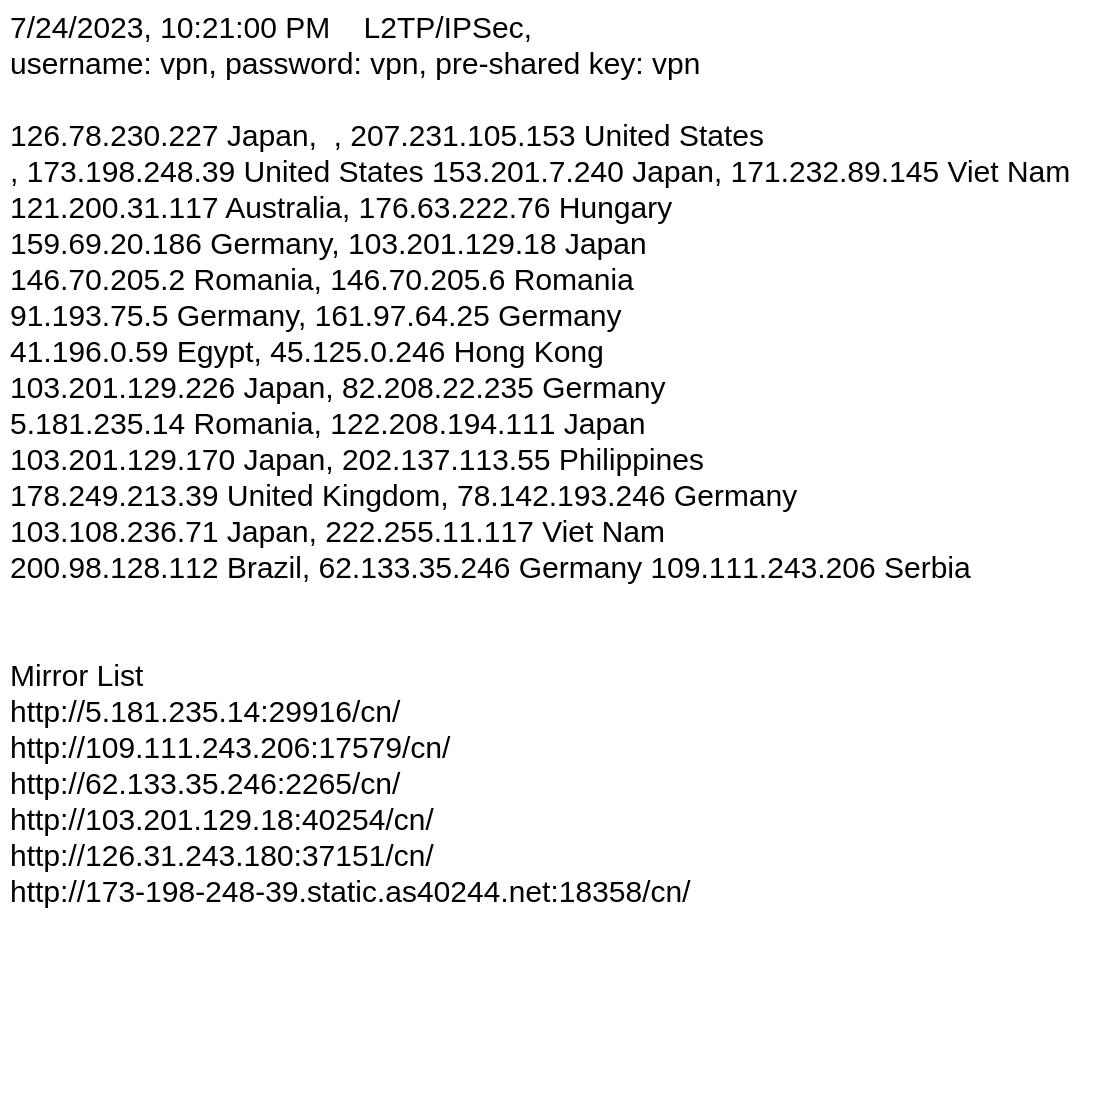 7/24/2023, 10:21:00 PM    L2TP/IPSec,
username: vpn, password: vpn, pre-shared key: vpn
126.78.230.227 Japan,  , 207.231.105.153 United States
, 173.198.248.39 United States 153.201.7.240 Japan, 171.232.89.145 Viet Nam
121.200.31.117 Australia, 176.63.222.76 Hungary
159.69.20.186 Germany, 103.201.129.18 Japan
146.70.205.2 Romania, 146.70.205.6 Romania
91.193.75.5 Germany, 161.97.64.25 Germany
41.196.0.59 Egypt, 45.125.0.246 Hong Kong
103.201.129.226 Japan, 82.208.22.235 Germany
5.181.235.14 Romania, 122.208.194.111 Japan
103.201.129.170 Japan, 202.137.113.55 Philippines
178.249.213.39 United Kingdom, 78.142.193.246 Germany
103.108.236.71 Japan, 222.255.11.117 Viet Nam
200.98.128.112 Brazil, 62.133.35.246 Germany 109.111.243.206 Serbia
Mirror List
http://5.181.235.14:29916/cn/
http://109.111.243.206:17579/cn/
http://62.133.35.246:2265/cn/
http://103.201.129.18:40254/cn/
http://126.31.243.180:37151/cn/
http://173-198-248-39.static.as40244.net:18358/cn/